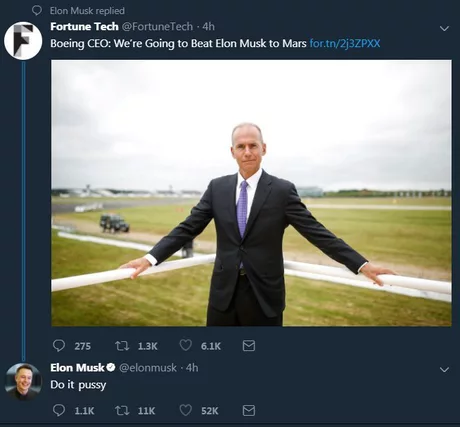 Elon Musk replied
Fortune Tech @FortuneTech · 4h
Boeing CEO: We're Going to Beat Elon Musk to Mars for.tn/2j3ZPXX
275 1.3K 6.1K
Elon Musk @elonmusk · 4h
Do it pussy
1.1K 11K 52K